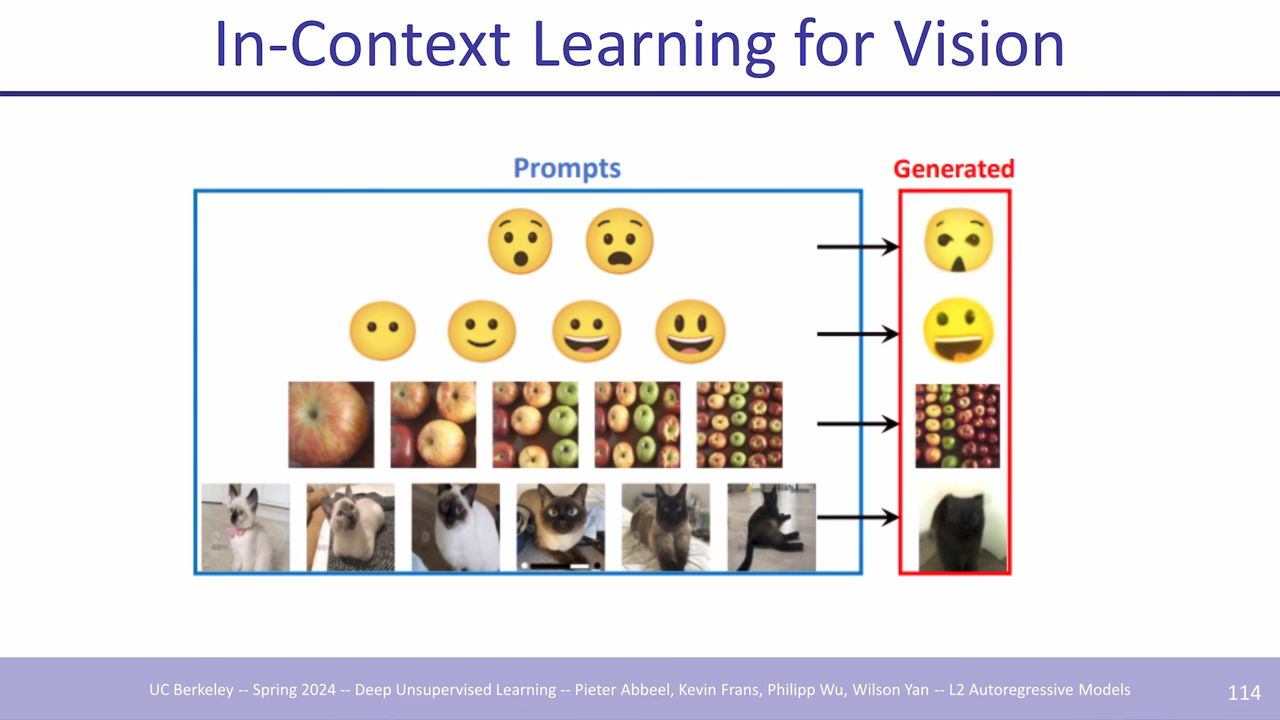 In-Context Learning for Vision
Prompts
Generated
UC Berkeley -- Spring 2024 -- Deep Unsupervised Learning -- Pieter Abbeel, Kevin Frans, Philipp Wu, Wilson Yan -- L2 Autoregressive Models
114